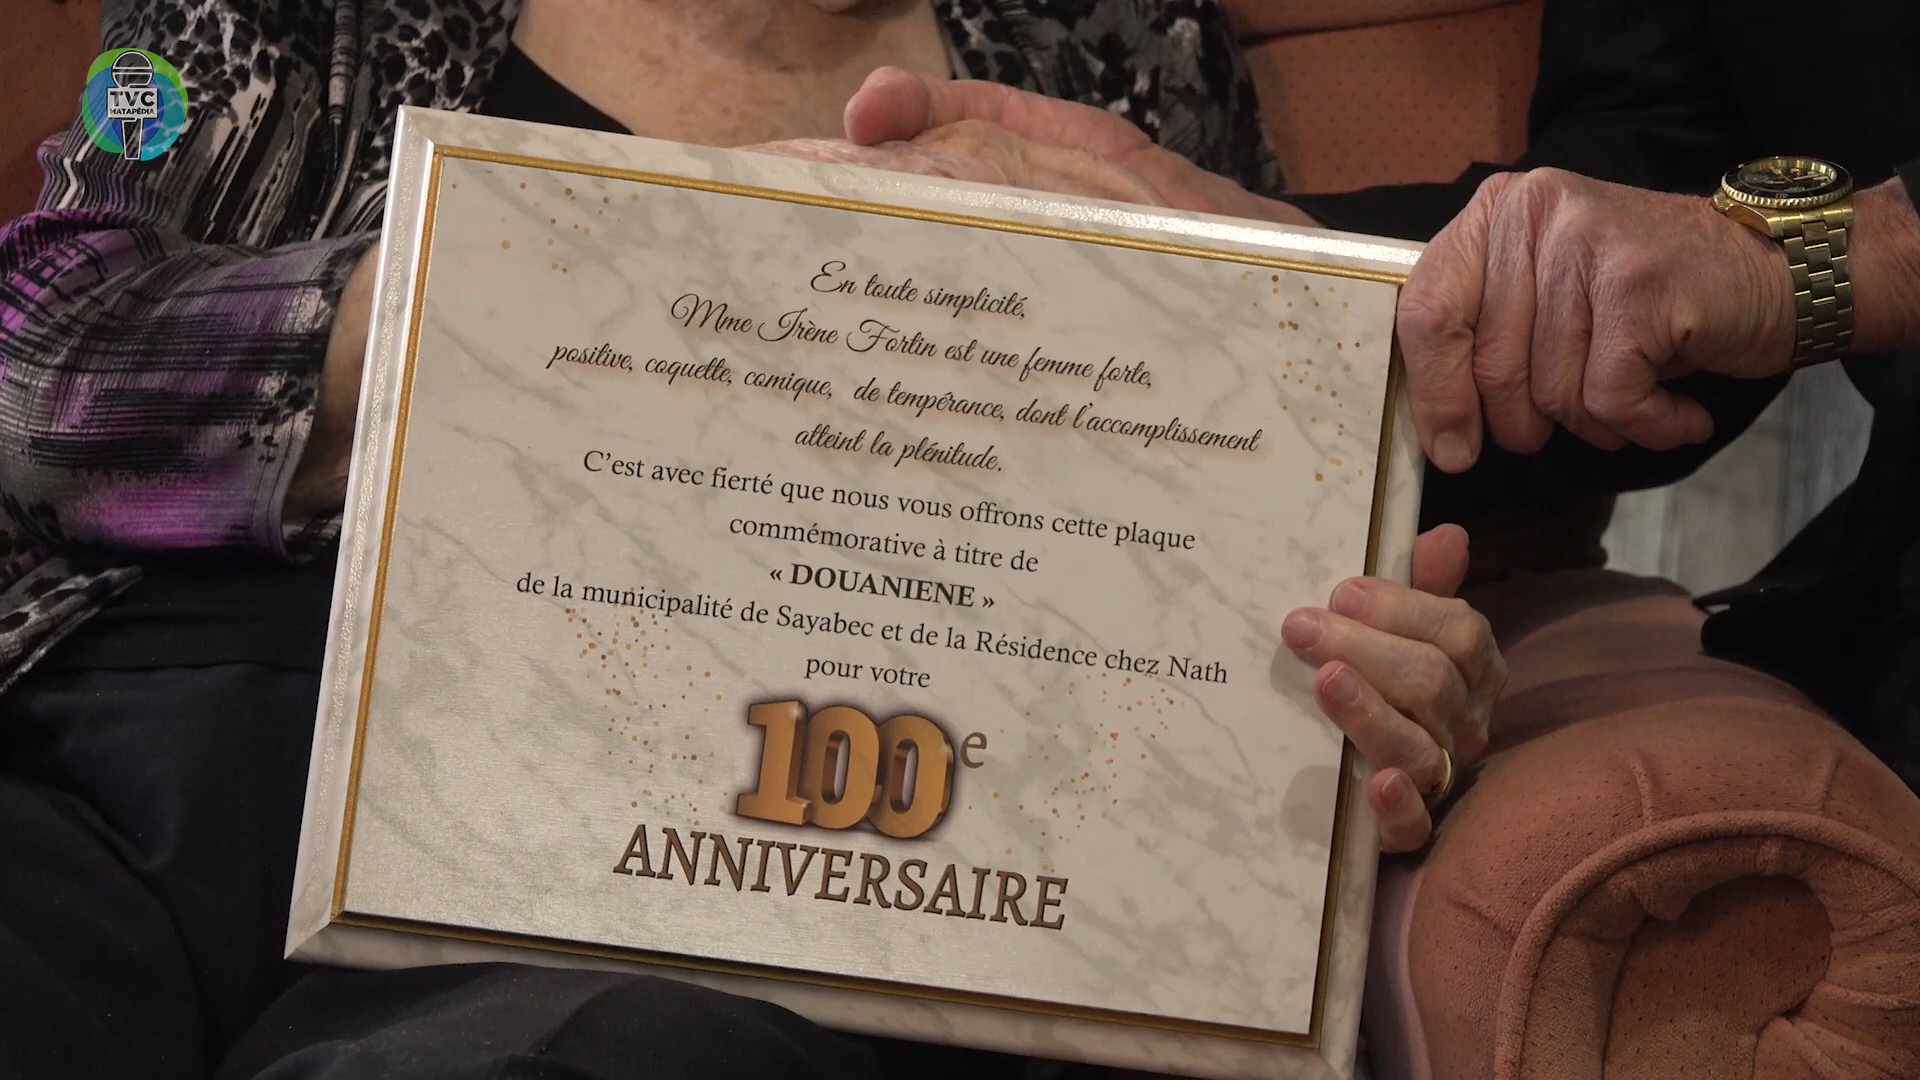 TVC
MATAPÉDIA
En toute simplicité,
Mme Irène Fortin est une femme forte,
positive, coquette, comique, de tempérance, dont l'accomplissement
atteint la plénitude.
C'est avec fierté que nous vous offrons cette plaque
commémorative à titre de
« DOUANIENE »
de la municipalité de Sayabec et de la Résidence chez Nath
pour votre
100e
ANNIVERSAIRE